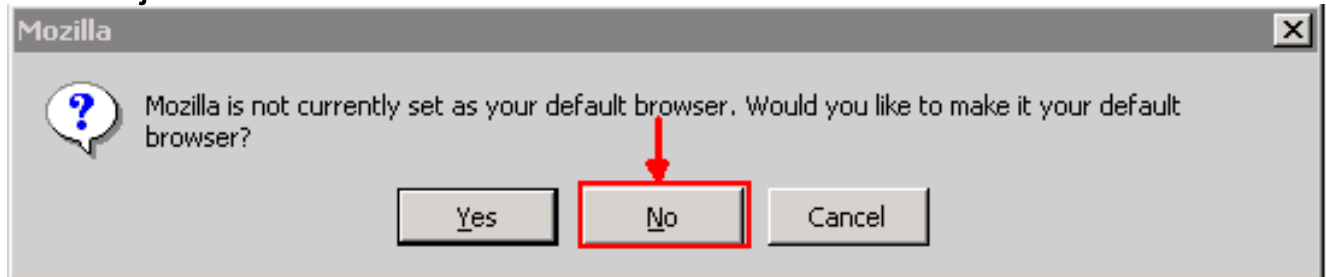 Mozilla
Mozilla is not currently set as your default browser. Would you like to make it your default
browser?
Yes No Cancel